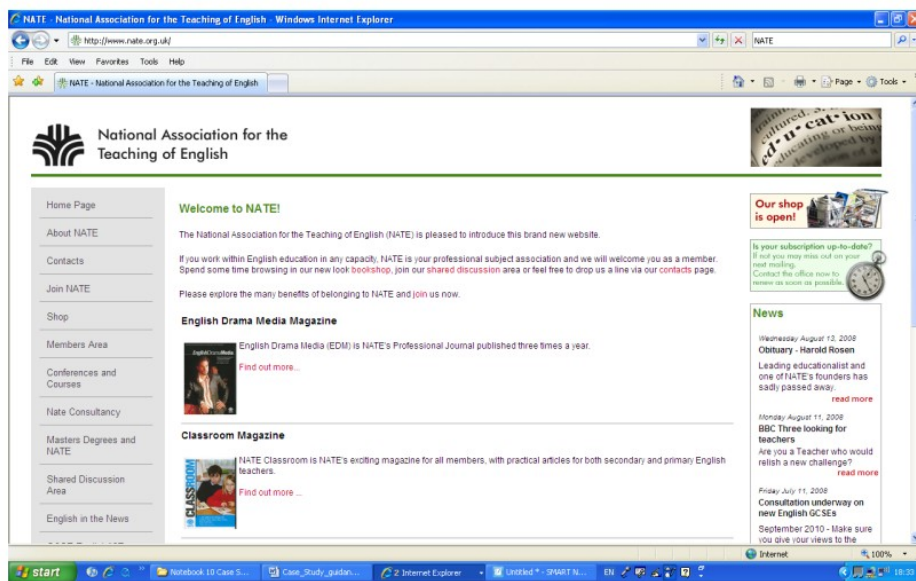 NATE - National Association for the Teaching of English - Windows Internet Explorer
http://www.nate.org.uk/
NATE
File Edit View Favorites Tools Help
NATE - National Association for the Teaching of English
Page
Tools
National Association for the
Teaching of English
cultured.
ed·u·ca·tion
educating or being
developed by
Home Page
About NATE
Contacts
Join NATE
Shop
Members Area
Conferences and
Courses
Nate Consultancy
Masters Degrees and
NATE
Shared Discussion
Area
English in the News
Welcome to NATE!
The National Association for the Teaching of English (NATE) is pleased to introduce this brand new website.
If you work within English education in any capacity, NATE is your professional subject association and we will welcome you as a member.
Spend some time browsing in our new look bookshop, join our shared discussion area or feel free to drop us a line via our contacts page.
Please explore the many benefits of belonging to NATE and join us now.
English Drama Media Magazine
EnglishDramaMedia
English Drama Media (EDM) is NATE's Professional Journal published three times a year.
Find out more...
Classroom Magazine
CLASSROOM
NATE Classroom is NATE's exciting magazine for all members, with practical articles for both secondary and primary English
teachers.
Find out more ...
Our shop
is open!
Is your subscription up-to-date?
If not you may miss out on your
next mailing.
Contact the office now to
renew as soon as possible.
News
Wednesday August 13, 2008
Obituary - Harold Rosen
Leading educationalist and
one of NATE's founders has
sadly passed away.
read more
Monday August 11, 2008
BBC Three looking for
teachers
Are you a Teacher who would
relish a new challenge?
read more
Friday July 11, 2008
Consultation underway on
new English GCSEs
September 2010 - Make sure
you give your views to the
Internet
100%
start
Notebook 10 Case S...
Case_Study_guidan...
2 Internet Explorer
Untitled * - SMART N...
EN
18:33